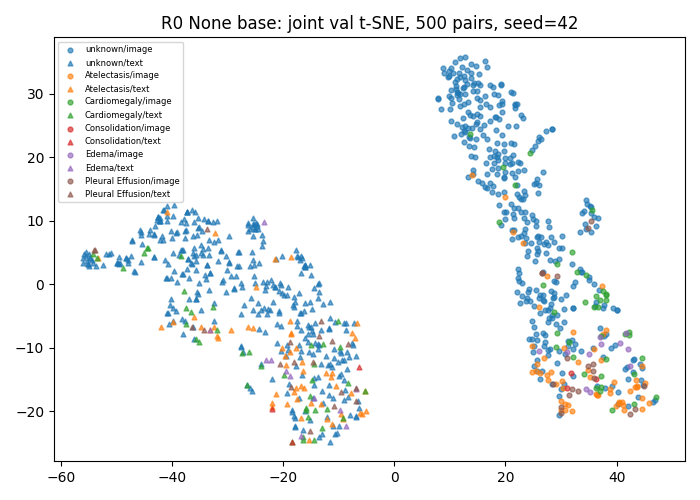 R0 None base: joint val t-SNE, 500 pairs, seed=42
unknown/image
unknown/text
Atelectasis/image
Atelectasis/text
Cardiomegaly/image
Cardiomegaly/text
Consolidation/image
Consolidation/text
Edema/image
Edema/text
Pleural Effusion/image
Pleural Effusion/text
30
20
10
0
−10
−20
−60
−40
−20
0
20
40